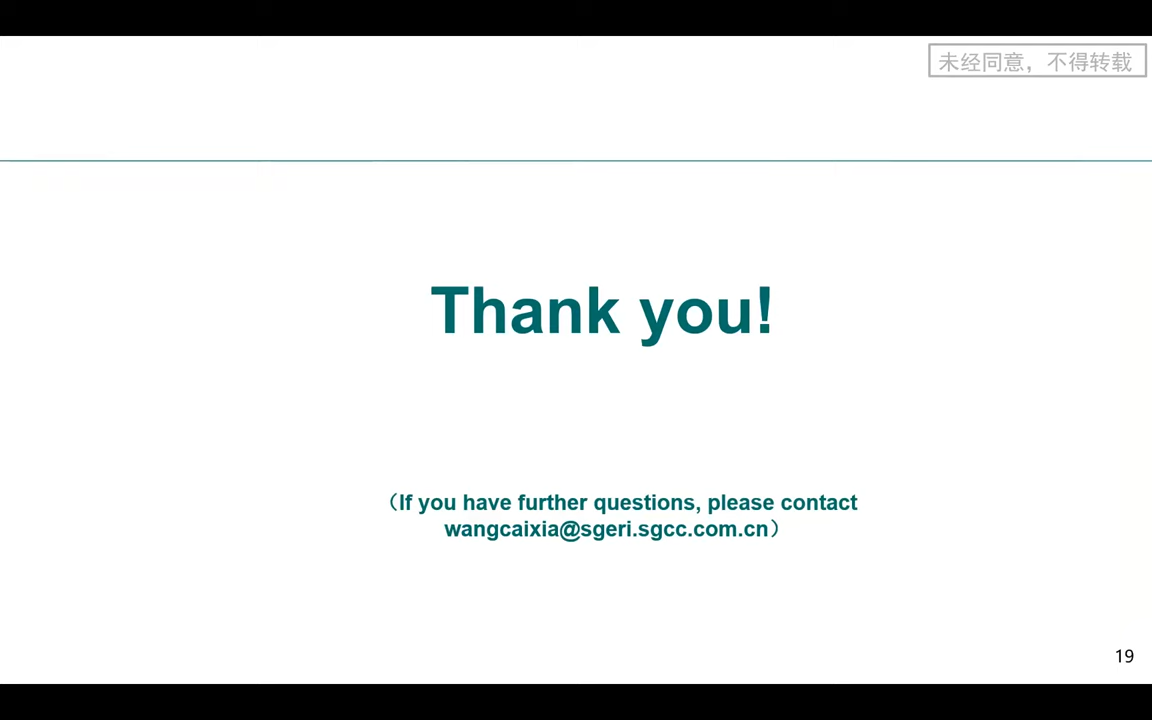 未经同意，不得转载
Thank you!
（If you have further questions, please contact
wangcaixia@sgeri.sgcc.com.cn）
19